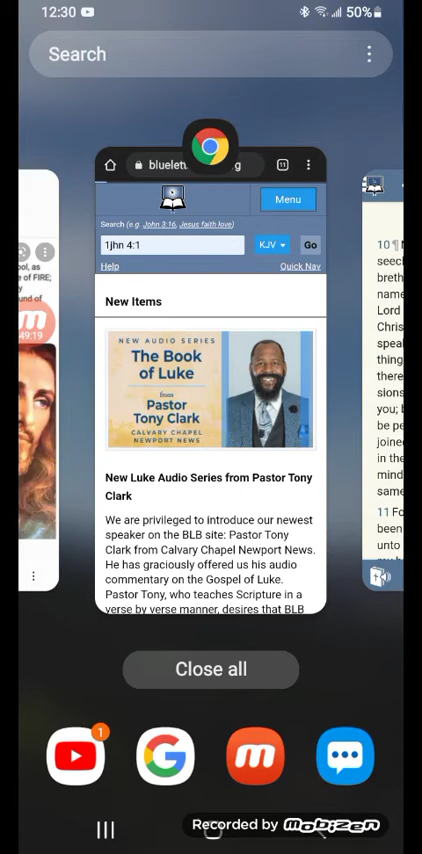 12:30
50%
Search
bluelett
g
11
Menu
Search (e.g. John 3:16, Jesus faith love)
1jhn 4:1
KJV
Go
Help
Quick Nav
New Items
NEW AUDIO SERIES
The Book
of Luke
from
Pastor
Tony Clark
CALVARY CHAPEL
NEWPORT NEWS
New Luke Audio Series from Pastor Tony
Clark
We are privileged to introduce our newest
speaker on the BLB site: Pastor Tony
Clark from Calvary Chapel Newport News.
He has graciously offered us his audio
commentary on the Gospel of Luke.
Pastor Tony, who teaches Scripture in a
verse by verse manner, desires that BLB
ool, as
e of FIRE;
y
und of
m
49:19
10 ¶
seech
breth
name
Lord
Chris
speal
thing
there
sions
you; b
be pe
joined
in the
mind
same
11 Fo
been
unto
Close all
1
G
m
Recorded by mobizen